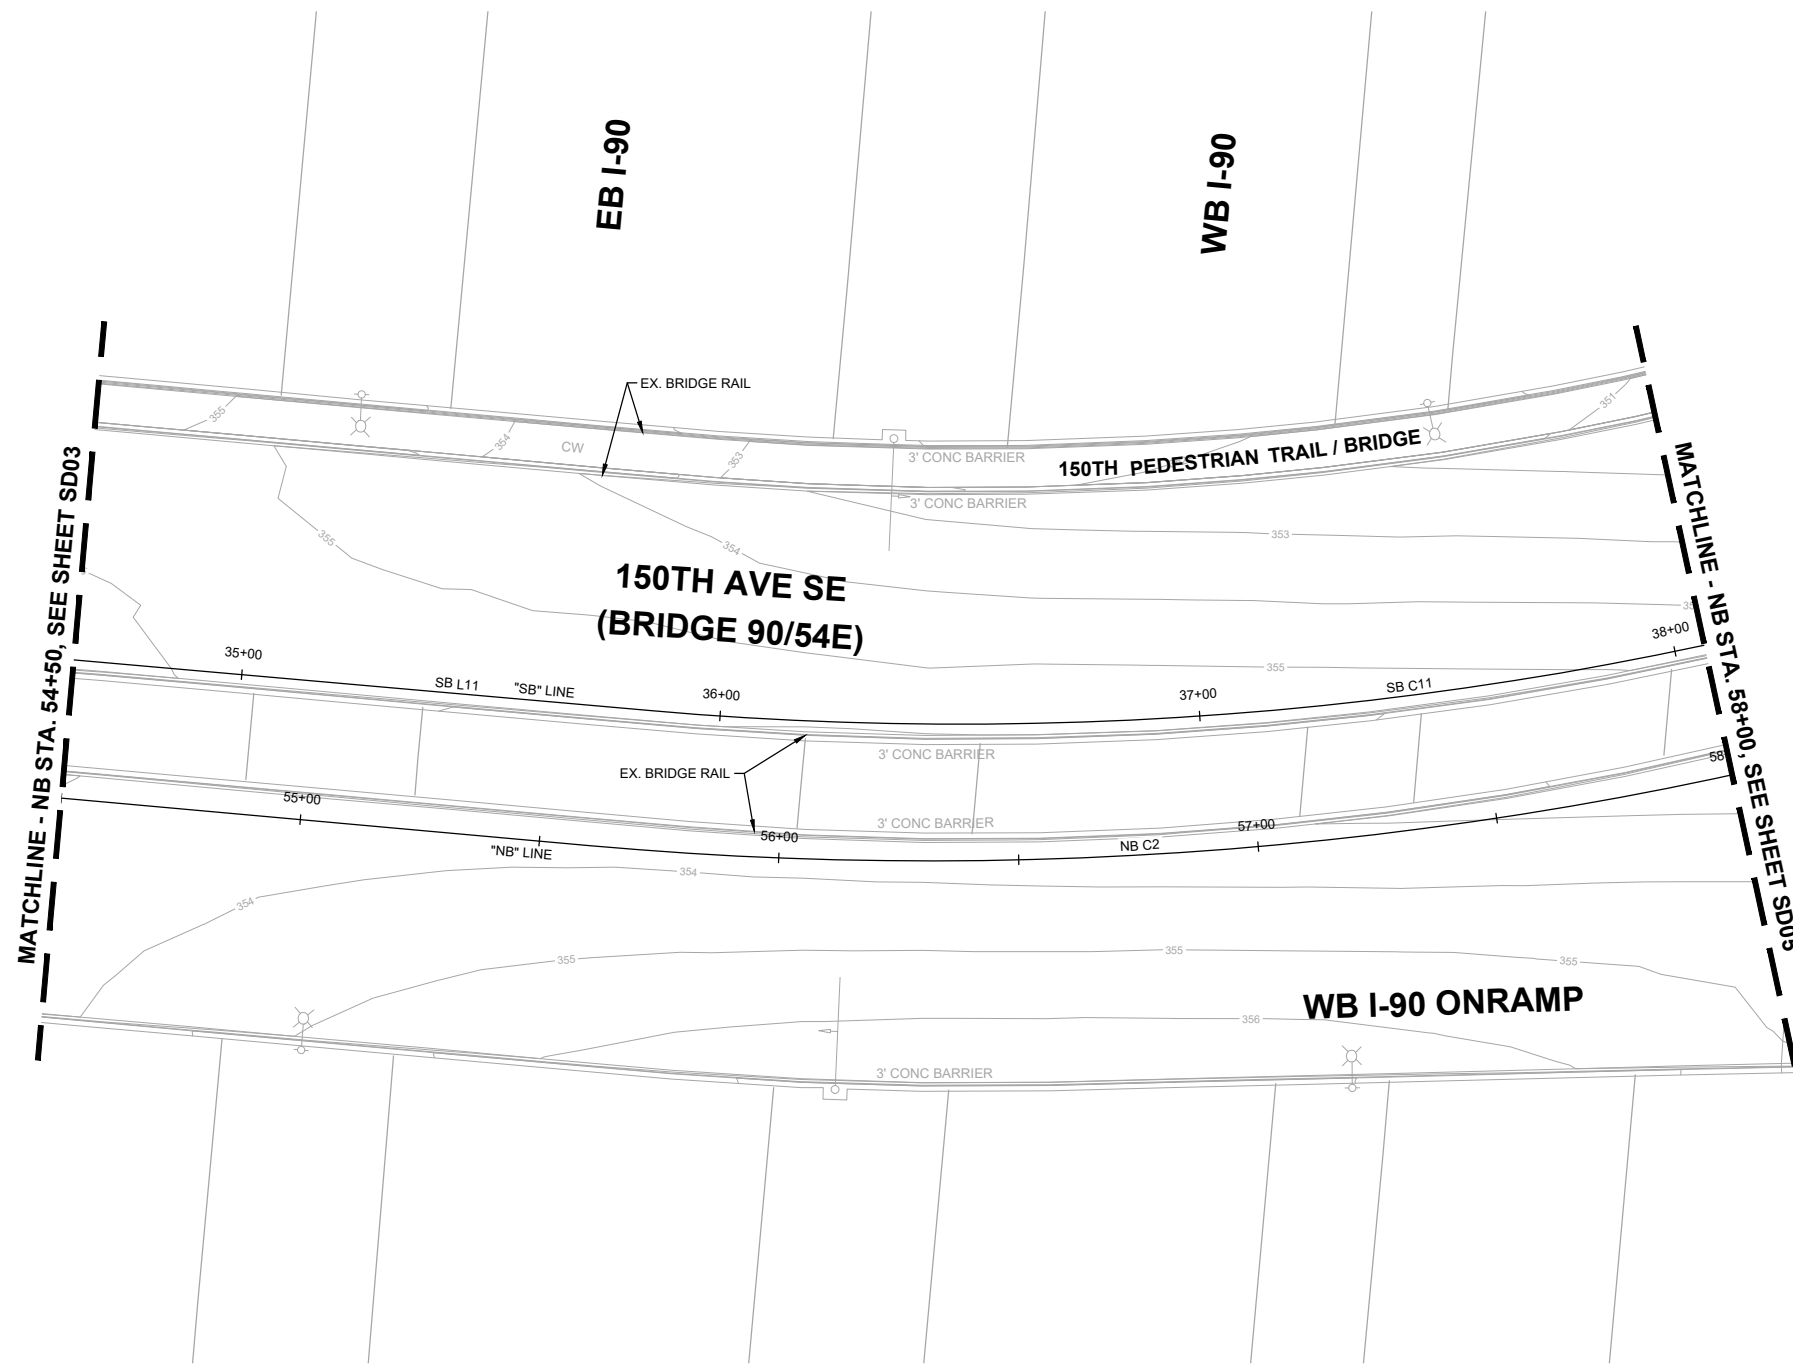 EB I-90
WB I-90
EX. BRIDGE RAIL
355
354
CW
353
351
3' CONC BARRIER
150TH PEDESTRIAN TRAIL / BRIDGE
3' CONC BARRIER
MATCHLINE - NB STA. 54+50, SEE SHEET SD03
MATCHLINE - NB STA. 58+00, SEE SHEET SD05
355
354
353
150TH AVE SE
(BRIDGE 90/54E)
355
35+00
SB L11
"SB" LINE
36+00
37+00
SB C11
38+00
3' CONC BARRIER
EX. BRIDGE RAIL
58
55+00
3' CONC BARRIER
56+00
57+00
"NB" LINE
NB C2
354
354
355
355
355
WB I-90 ONRAMP
356
3' CONC BARRIER